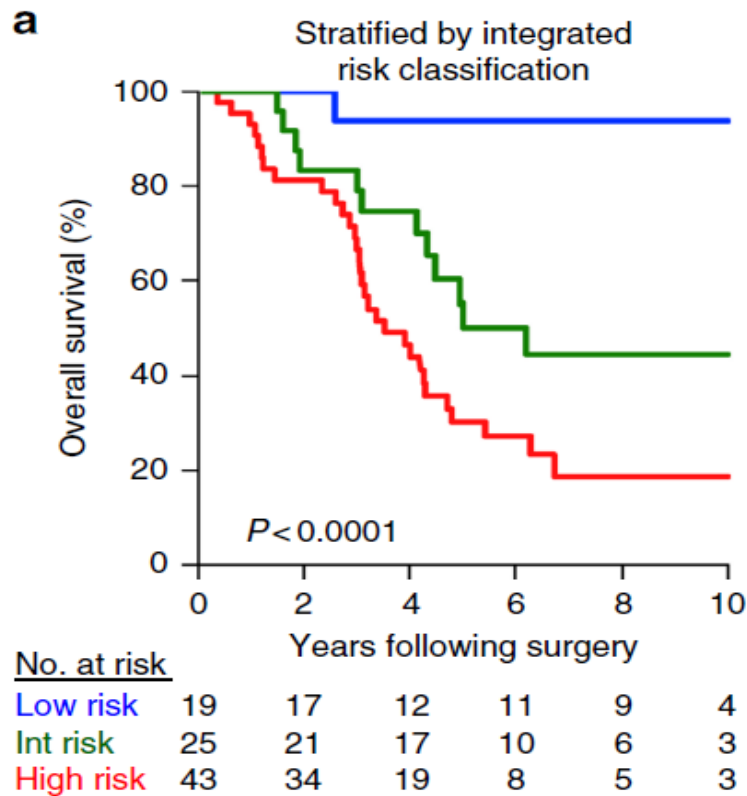 a
Stratified by integrated
risk classification
100
80
60
40
20
0
Overall survival (%)
P < 0.0001
0 2 4 6 8 10
Years following surgery
No. at risk
Low risk 19 17 12 11 9 4
Int risk 25 21 17 10 6 3
High risk 43 34 19 8 5 3